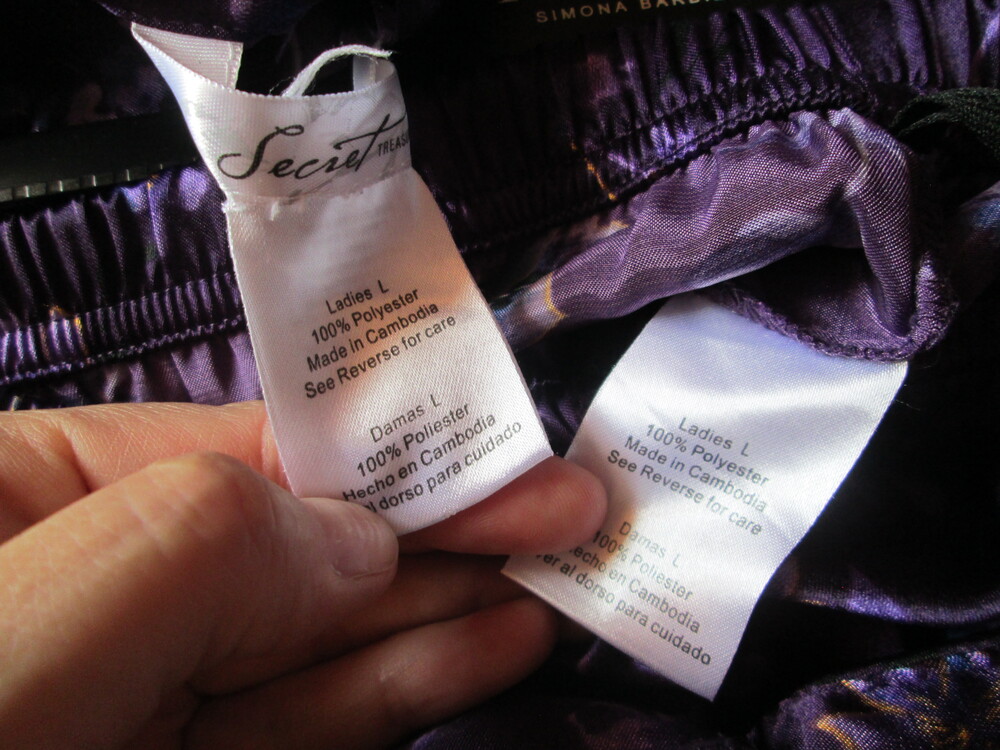 SIMONA
Secret
Ladies L
100% Polyester
Made in Cambodia
See Reverse for care
Damas L
100% Poliester
Hecho en Cambodia
al dorso para cuidado
Ladies L
100% Polyester
Made in Cambodia
See Reverse for care
Damas L
100% Poliester
en Cambodia
al dorso para cuidado